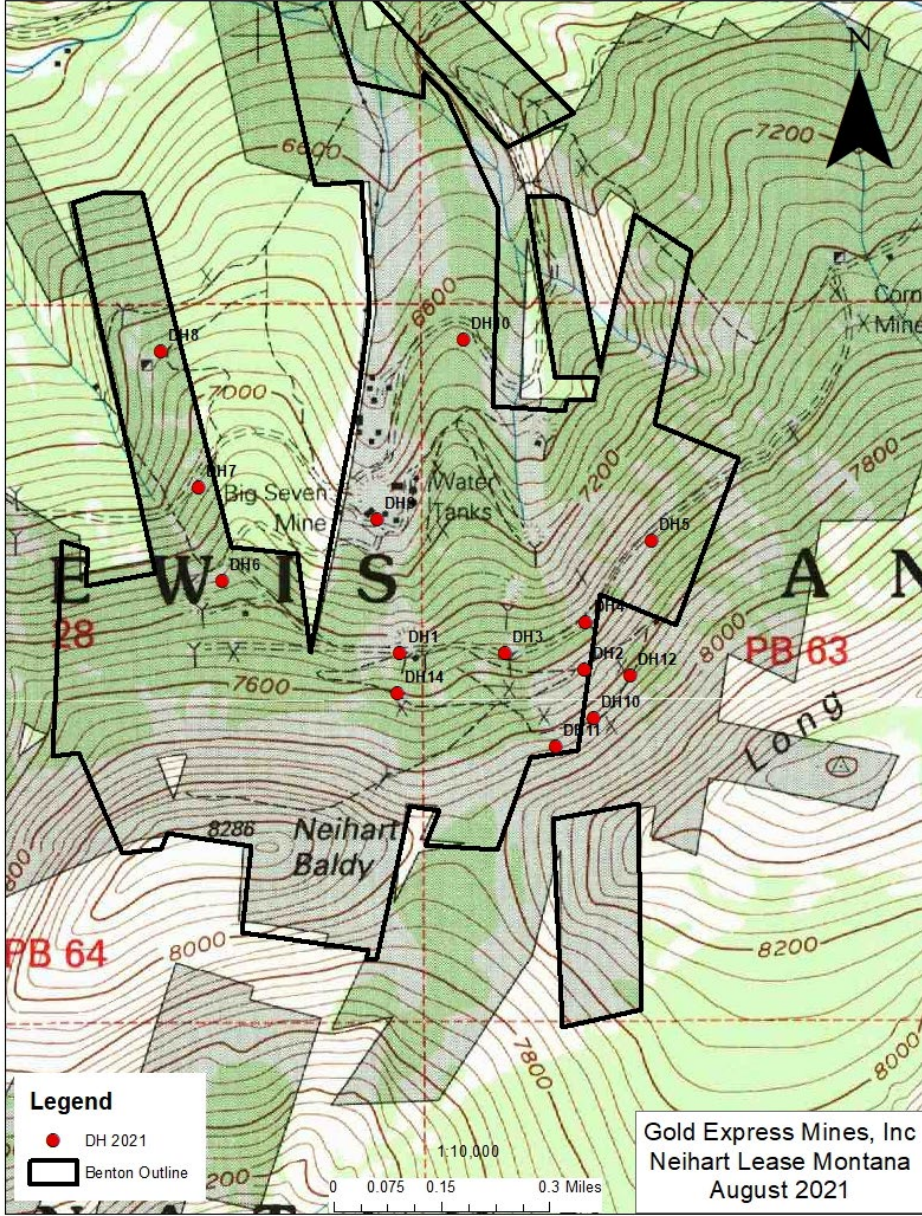 N
7200
6600
Corn
Mine
6600
DH10
DH8
7000
DH7
Big Seven
Mine
Water
Tanks
DH9
7200
7800
DH5
E W I S A N
DH6
28
DH4
DH1
DH3
8000
PB 63
DH2
DH12
7600
DH14
DH10
DH11
Long
8286
Neihart
Baldy
PB 64
8000
8200
7800
8000
Legend
DH 2021
Benton Outline
1:10,000
0 0.075 0.15 0.3 Miles
Gold Express Mines, Inc
Neihart Lease Montana
August 2021